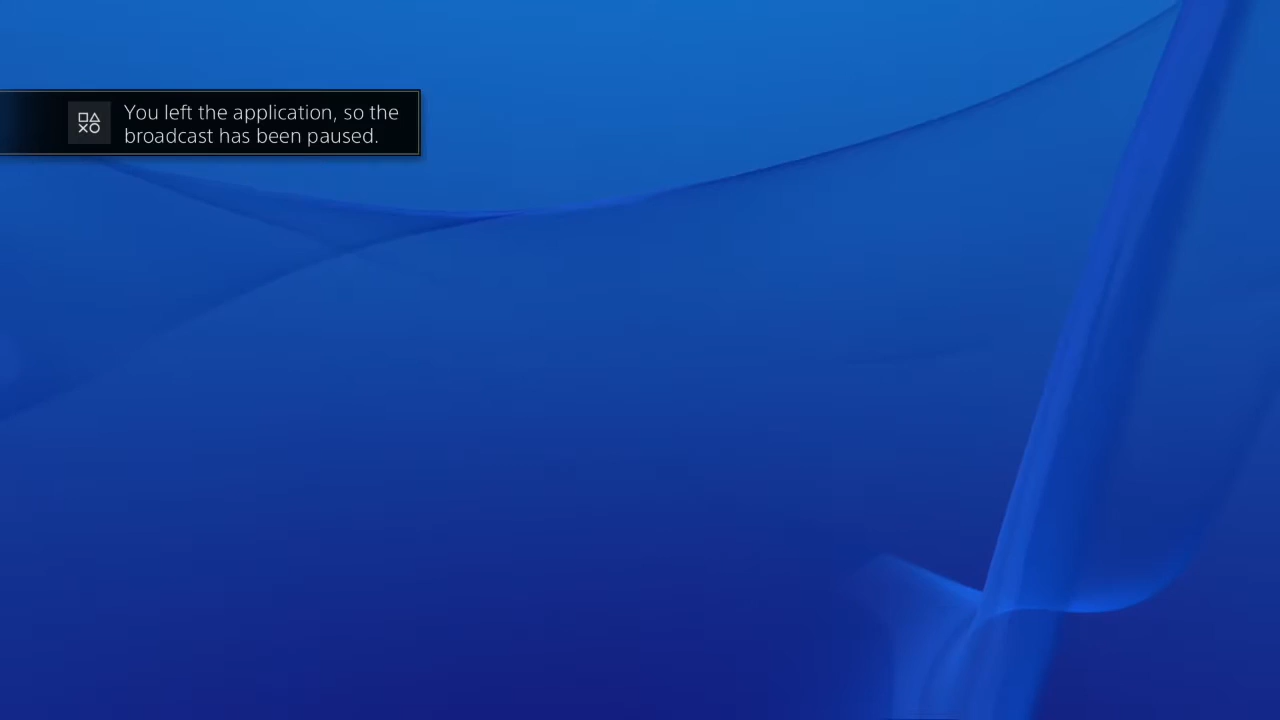 You left the application, so the
broadcast has been paused.